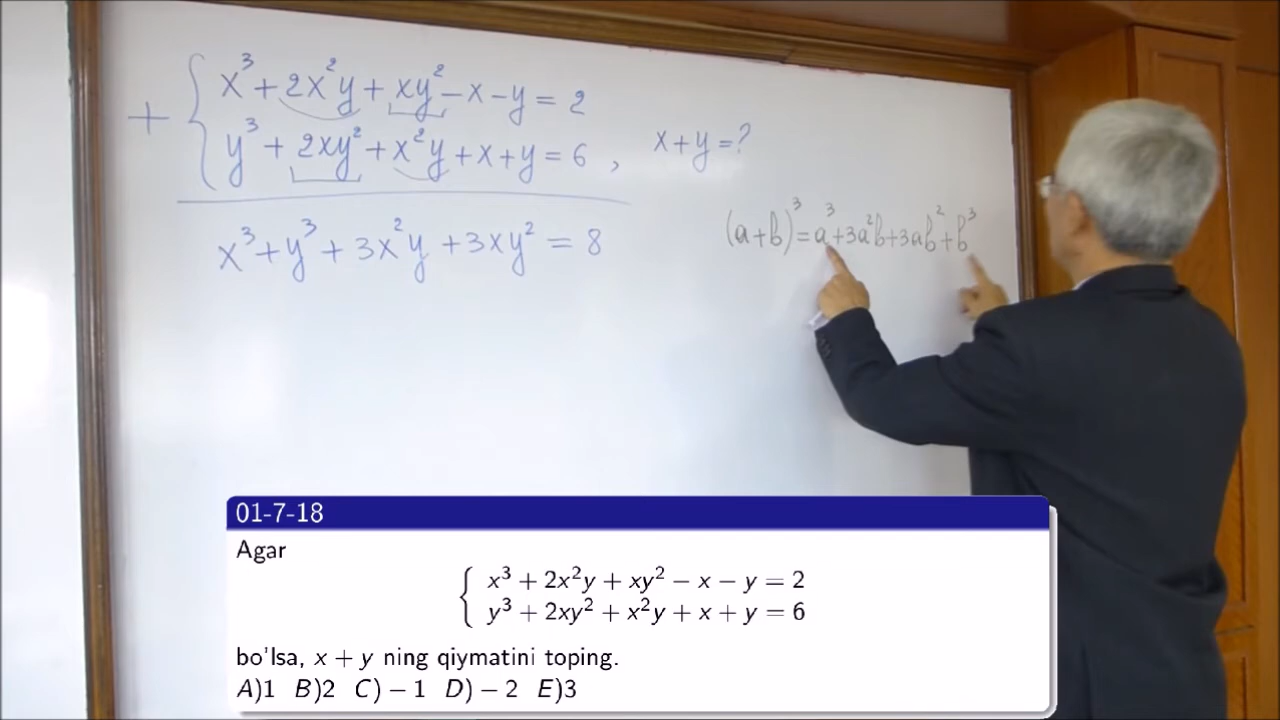 + { x³ + 2x²y + xy² - x - y = 2
y³ + 2xy² + x²y + x + y = 6 , x + y = ?
(a+b)³ = a³+3a²b+3ab²+b³
x³ + y³ + 3x²y + 3xy² = 8
01-7-18
Agar
{ x³ + 2x²y + xy² − x − y = 2
y³ + 2xy² + x²y + x + y = 6
bo'lsa, x + y ning qiymatini toping.
A)1 B)2 C) − 1 D) − 2 E)3